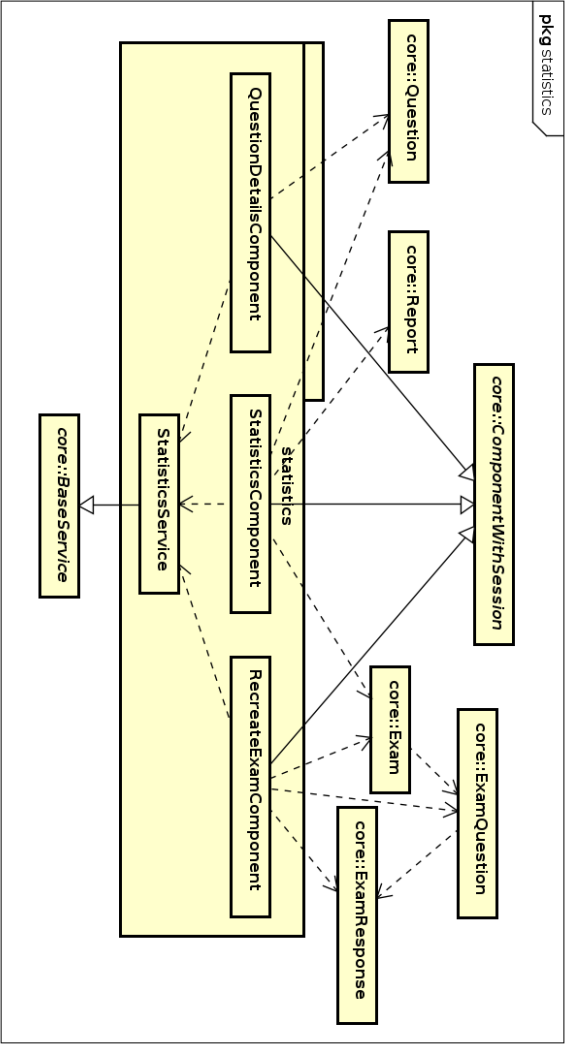 pkg statistics
core::ComponentWithSession
core::ExamQuestion
core::Question
core::Report
core::Exam
core::ExamResponse
statistics
QuestionDetailsComponent
StatisticsComponent
RecreateExamComponent
StatisticsService
core::BaseService